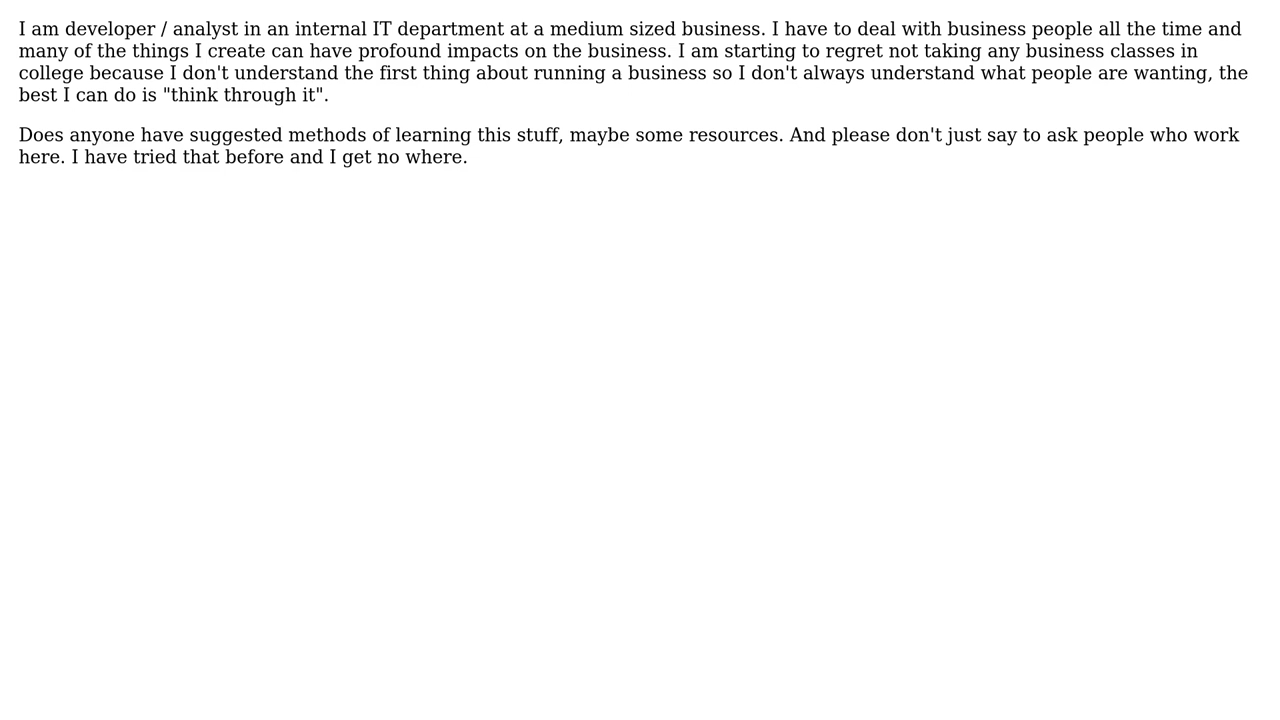 I am developer / analyst in an internal IT department at a medium sized business. I have to deal with business people all the time and
many of the things I create can have profound impacts on the business. I am starting to regret not taking any business classes in
college because I don't understand the first thing about running a business so I don't always understand what people are wanting, the
best I can do is "think through it".
Does anyone have suggested methods of learning this stuff, maybe some resources. And please don't just say to ask people who work
here. I have tried that before and I get no where.